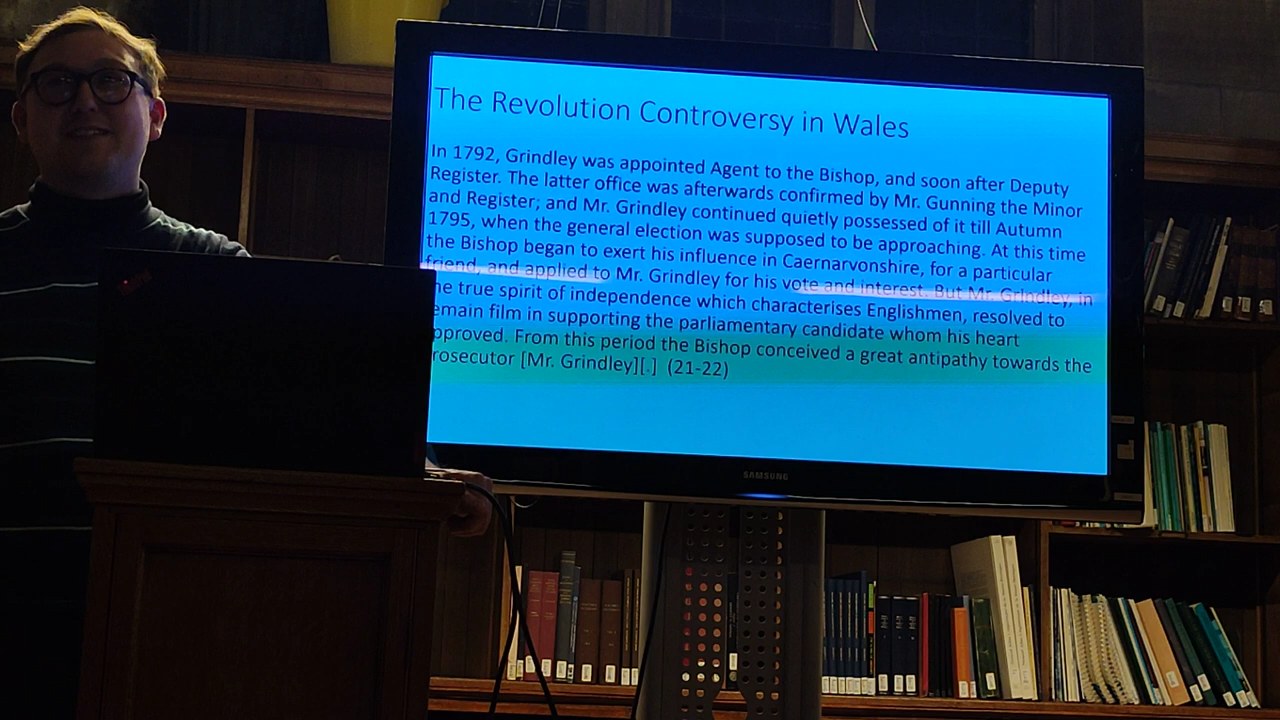 The Revolution Controversy in Wales
In 1792, Grindley was appointed Agent to the Bishop, and soon after Deputy
Register. The latter office was afterwards confirmed by Mr. Gunning the Minor
and Register; and Mr. Grindley continued quietly possessed of it till Autumn
1795, when the general election was supposed to be approaching. At this time
the Bishop began to exert his influence in Caernarvonshire, for a particular
friend, and applied to Mr. Grindley for his vote and interest. But Mr. Grindley, in
he true spirit of independence which characterises Englishmen, resolved to
emain film in supporting the parliamentary candidate whom his heart
pproved. From this period the Bishop conceived a great antipathy towards the
rosecutor [Mr. Grindley][.] (21-22)
SAMSUNG